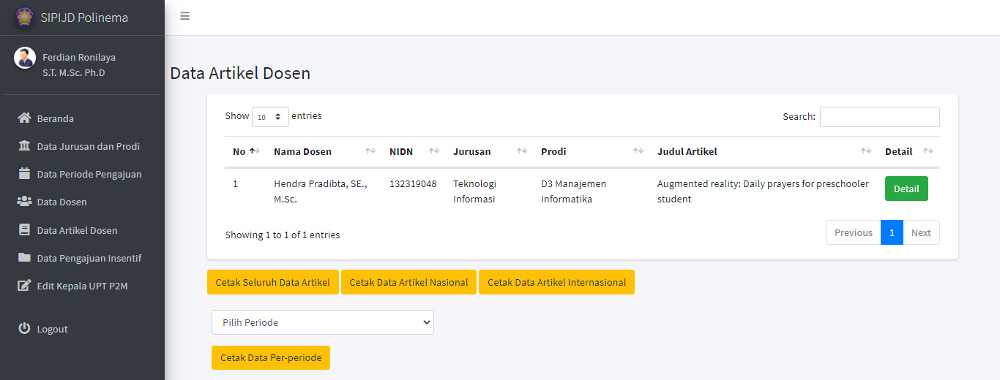 SIPIJD Polinema
Ferdian Ronilaya
S.T. M.Sc. Ph.D
Beranda
Data Jurusan dan Prodi
Data Periode Pengajuan
Data Dosen
Data Artikel Dosen
Data Pengajuan Insentif
Edit Kepala UPT P2M
Logout
Data Artikel Dosen
Show 10 entries
Search:
No Nama Dosen NIDN Jurusan Prodi Judul Artikel Detail
1 Hendra Pradibta, SE., 132319048 Teknologi D3 Manajemen Augmented reality: Daily prayers for preschooler Detail
M.Sc. Informasi Informatika student
Showing 1 to 1 of 1 entries
Previous 1 Next
Cetak Seluruh Data Artikel Cetak Data Artikel Nasional Cetak Data Artikel Internasional
Pilih Periode
Cetak Data Per-periode